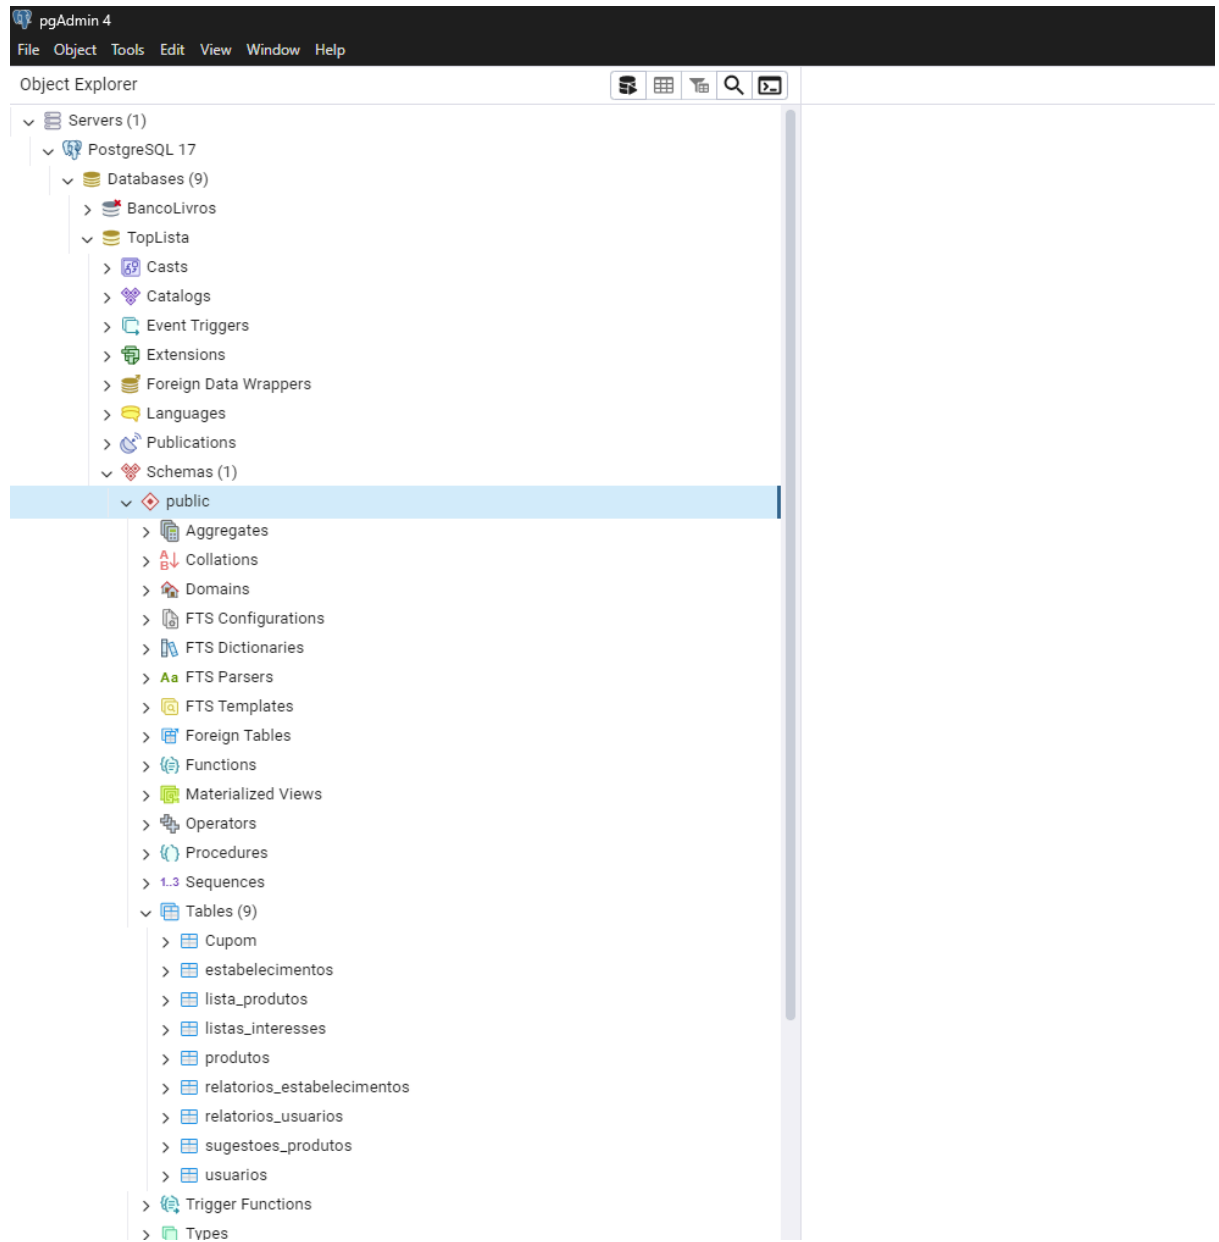 pgAdmin 4
File Object Tools Edit View Window Help
Object Explorer
Servers (1)
PostgreSQL 17
Databases (9)
BancoLivros
TopLista
Casts
Catalogs
Event Triggers
Extensions
Foreign Data Wrappers
Languages
Publications
Schemas (1)
public
Aggregates
Collations
Domains
FTS Configurations
FTS Dictionaries
Aa FTS Parsers
FTS Templates
Foreign Tables
Functions
Materialized Views
Operators
Procedures
1..3 Sequences
Tables (9)
Cupom
estabelecimentos
lista_produtos
listas_interesses
produtos
relatorios_estabelecimentos
relatorios_usuarios
sugestoes_produtos
usuarios
Trigger Functions
Types